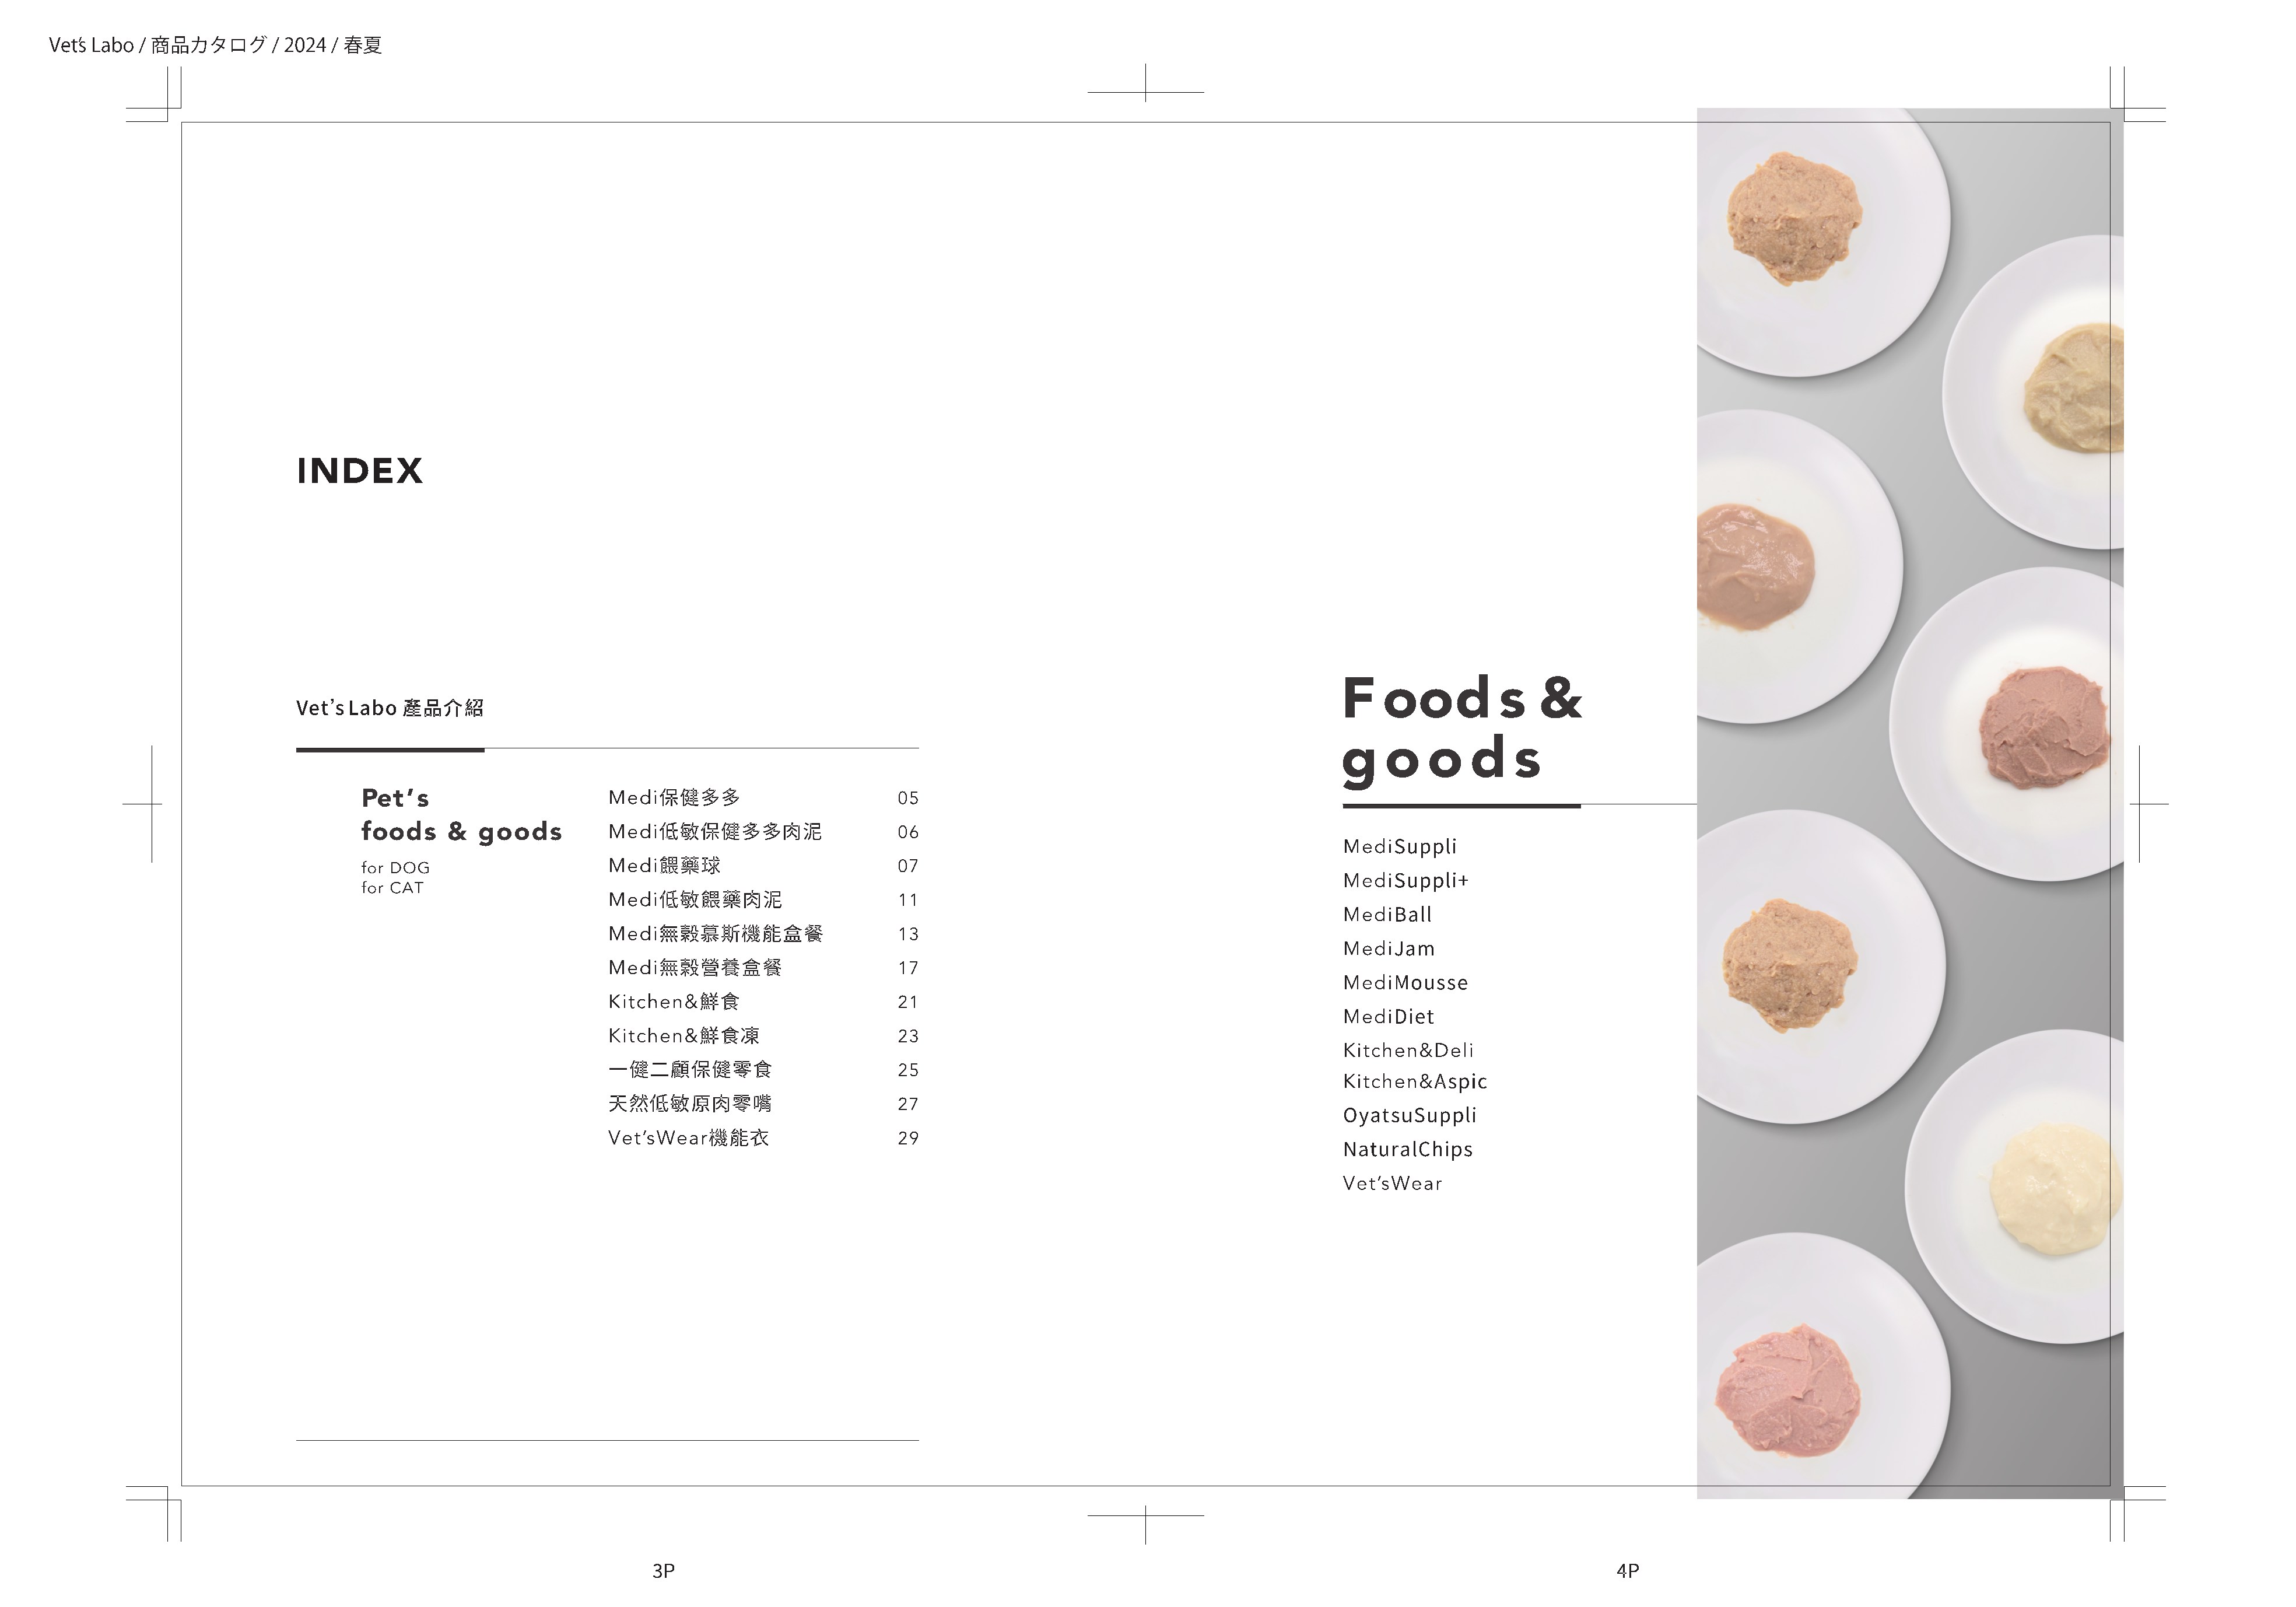 Vet's Labo / 商品カタログ / 2024 / 春夏
INDEX
Vet's Labo 產品介紹
Pet's
foods & goods
for DOG
for CAT
Medi保健多多 05
Medi低敏保健多多肉泥 06
Medi餵藥球 07
Medi低敏餵藥肉泥 11
Medi無穀慕斯機能盒餐 13
Medi無穀營養盒餐 17
Kitchen&鮮食 21
Kitchen&鮮食凍 23
一健二顧保健零食 25
天然低敏原肉零嘴 27
Vet'sWear機能衣 29
Foods &
goods
MediSuppli
MediSuppli+
MediBall
MediJam
MediMousse
MediDiet
Kitchen&Deli
Kitchen&Aspic
OyatsuSuppli
NaturalChips
Vet'sWear
3P
4P